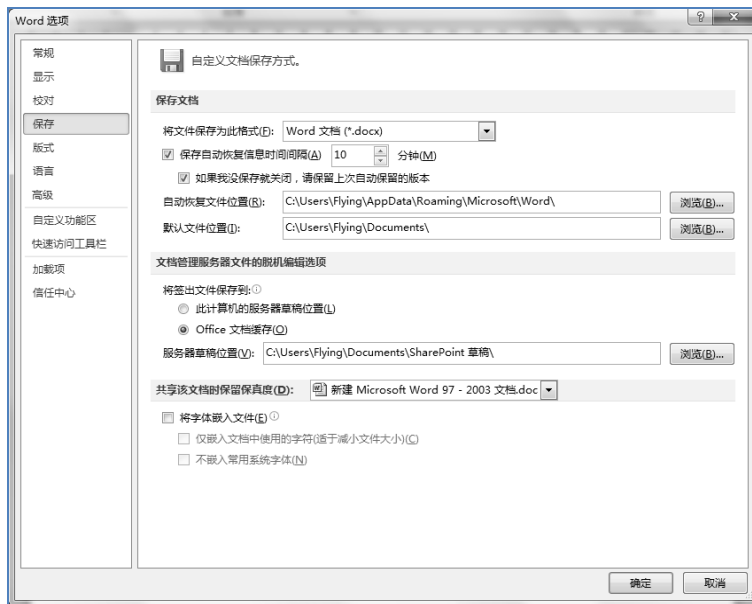 Word 选项
常规
显示
校对
保存
版式
语言
高级
自定义功能区
快速访问工具栏
加载项
信任中心
自定义文档保存方式。
保存文档
将文件保存为此格式(F): Word 文档 (*.docx)
保存自动恢复信息时间间隔(A) 10 分钟(M)
如果我没保存就关闭，请保留上次自动保留的版本
自动恢复文件位置(R): C:\Users\Flying\AppData\Roaming\Microsoft\Word\ 浏览(B)...
默认文件位置(I): C:\Users\Flying\Documents\ 浏览(B)...
文档管理服务器文件的脱机编辑选项
将签出文件保存到:
此计算机的服务器草稿位置(L)
Office 文档缓存(O)
服务器草稿位置(V): C:\Users\Flying\Documents\SharePoint 草稿\ 浏览(B)...
共享该文档时保留保真度(D): 新建 Microsoft Word 97 - 2003 文档.doc
将字体嵌入文件(E)
仅嵌入文档中使用的字符(适于减小文件大小)(C)
不嵌入常用系统字体(N)
确定 取消